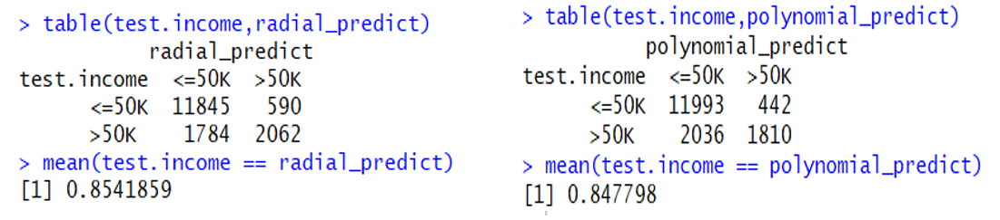 > table(test.income,radial_predict)
radial_predict
test.income <=50K >50K
<=50K 11845 590
>50K 1784 2062
> mean(test.income == radial_predict)
[1] 0.8541859
> table(test.income,polynomial_predict)
polynomial_predict
test.income <=50K >50K
<=50K 11993 442
>50K 2036 1810
> mean(test.income == polynomial_predict)
[1] 0.847798